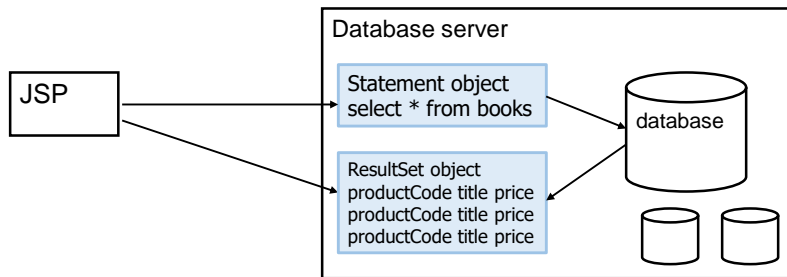 Database server
JSP
Statement object
select * from books
database
ResultSet object
productCode title price
productCode title price
productCode title price